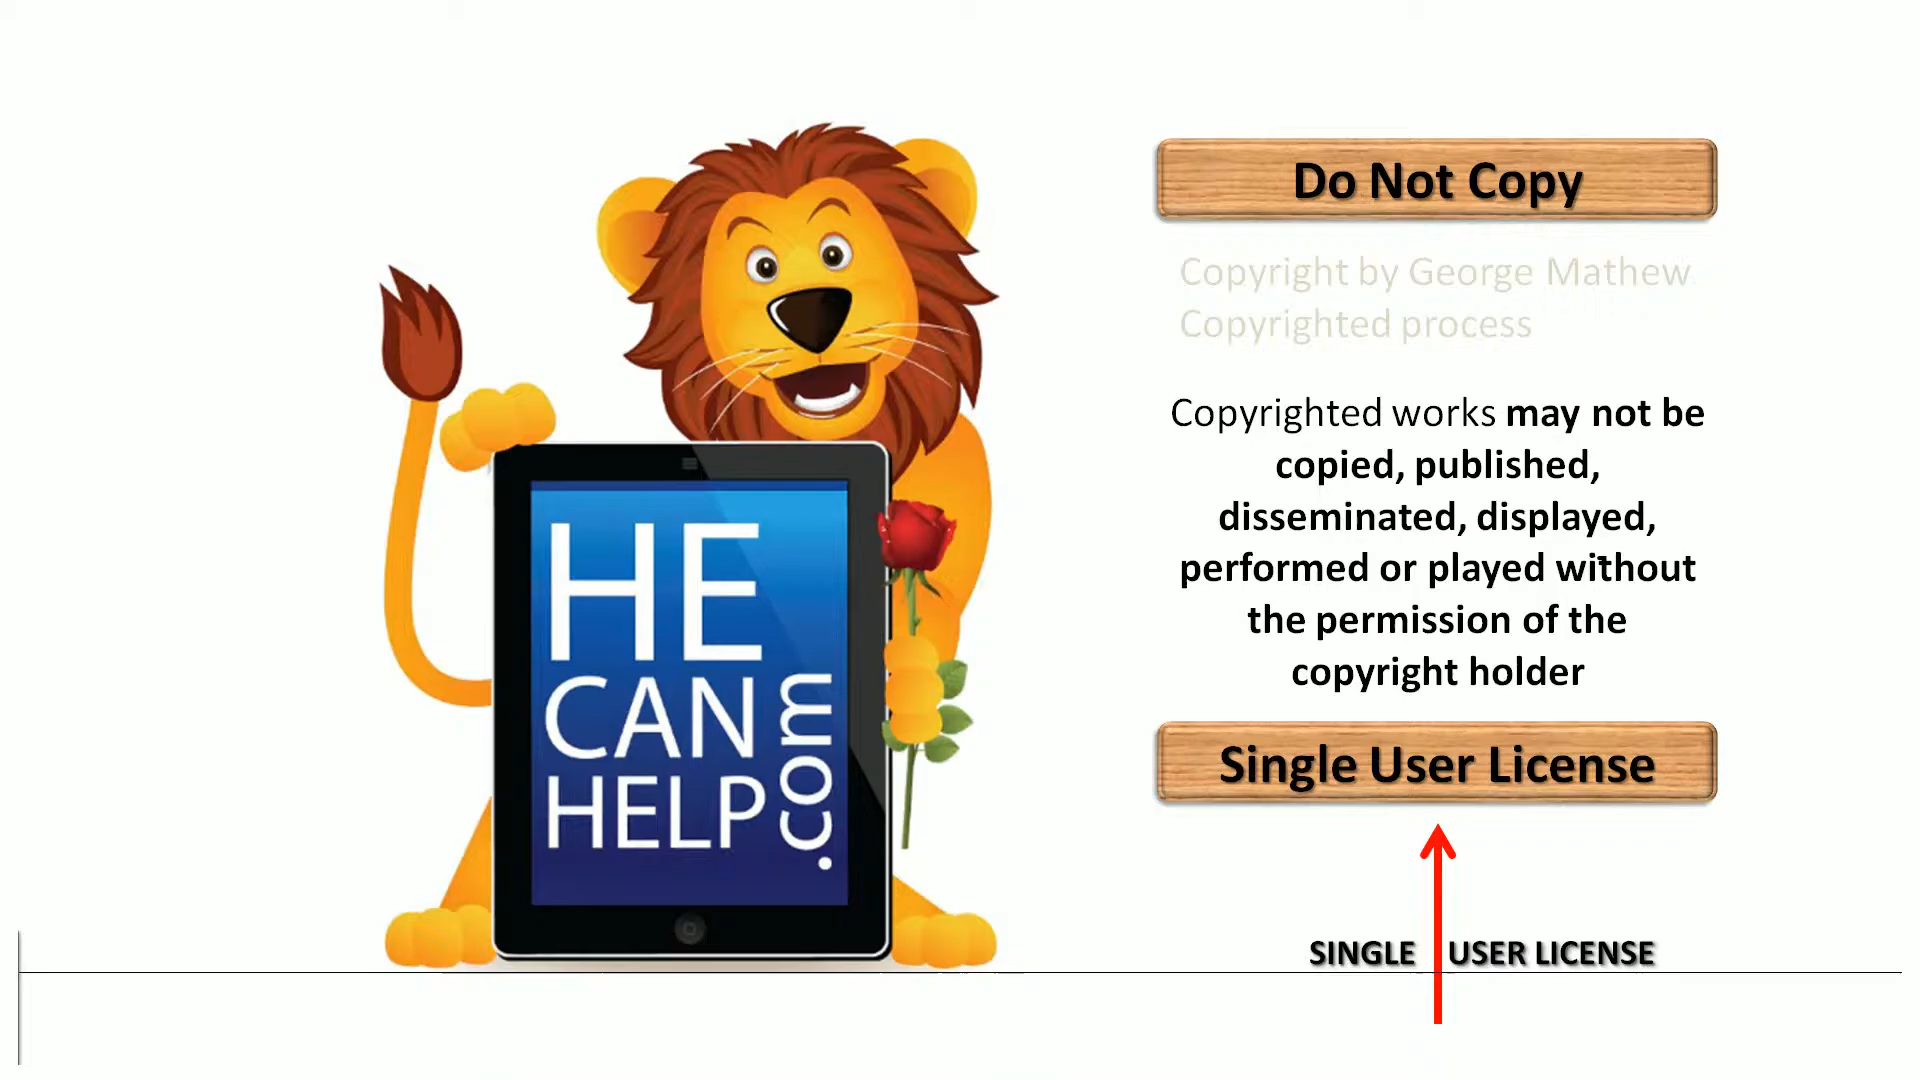 HE
CAN
HELP
.com
Do Not Copy
Copyright by George Mathew
Copyrighted process
Copyrighted works may not be
copied, published,
disseminated, displayed,
performed or played without
the permission of the
copyright holder
Single User License
SINGLE USER LICENSE